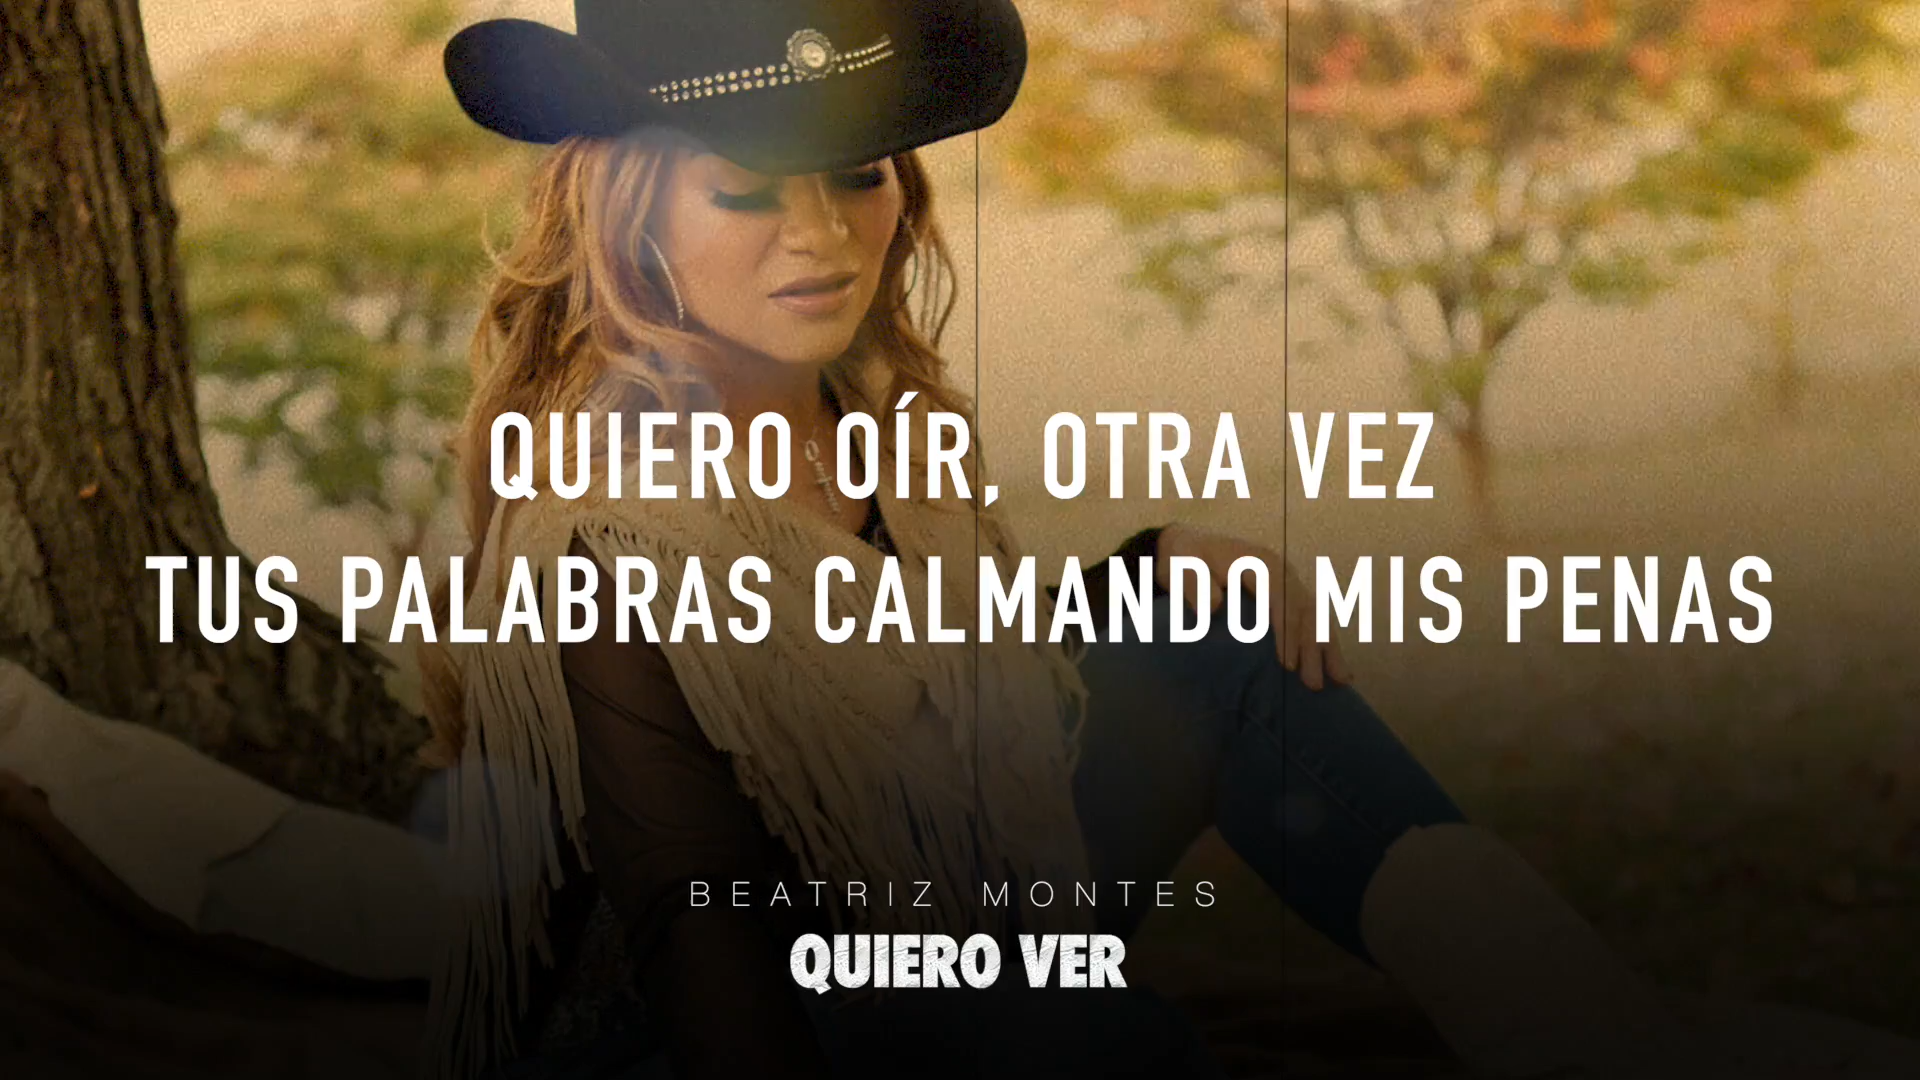 QUIERO OÍR, OTRA VEZ
TUS PALABRAS CALMANDO MIS PENAS
BEATRIZ MONTES
QUIERO VER